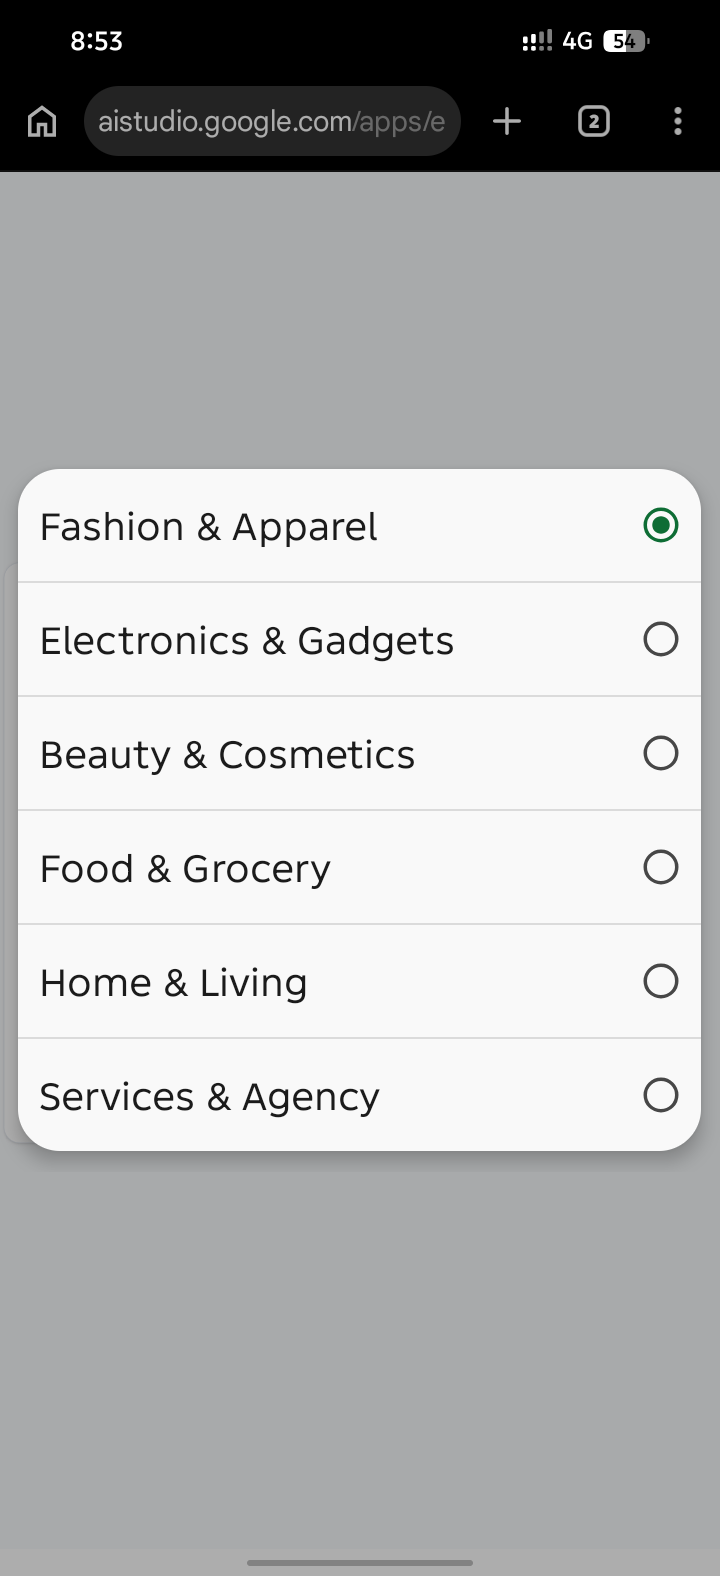 8:53
4G
54
aistudio.google.com/apps/e
2
Fashion & Apparel
Electronics & Gadgets
Beauty & Cosmetics
Food & Grocery
Home & Living
Services & Agency